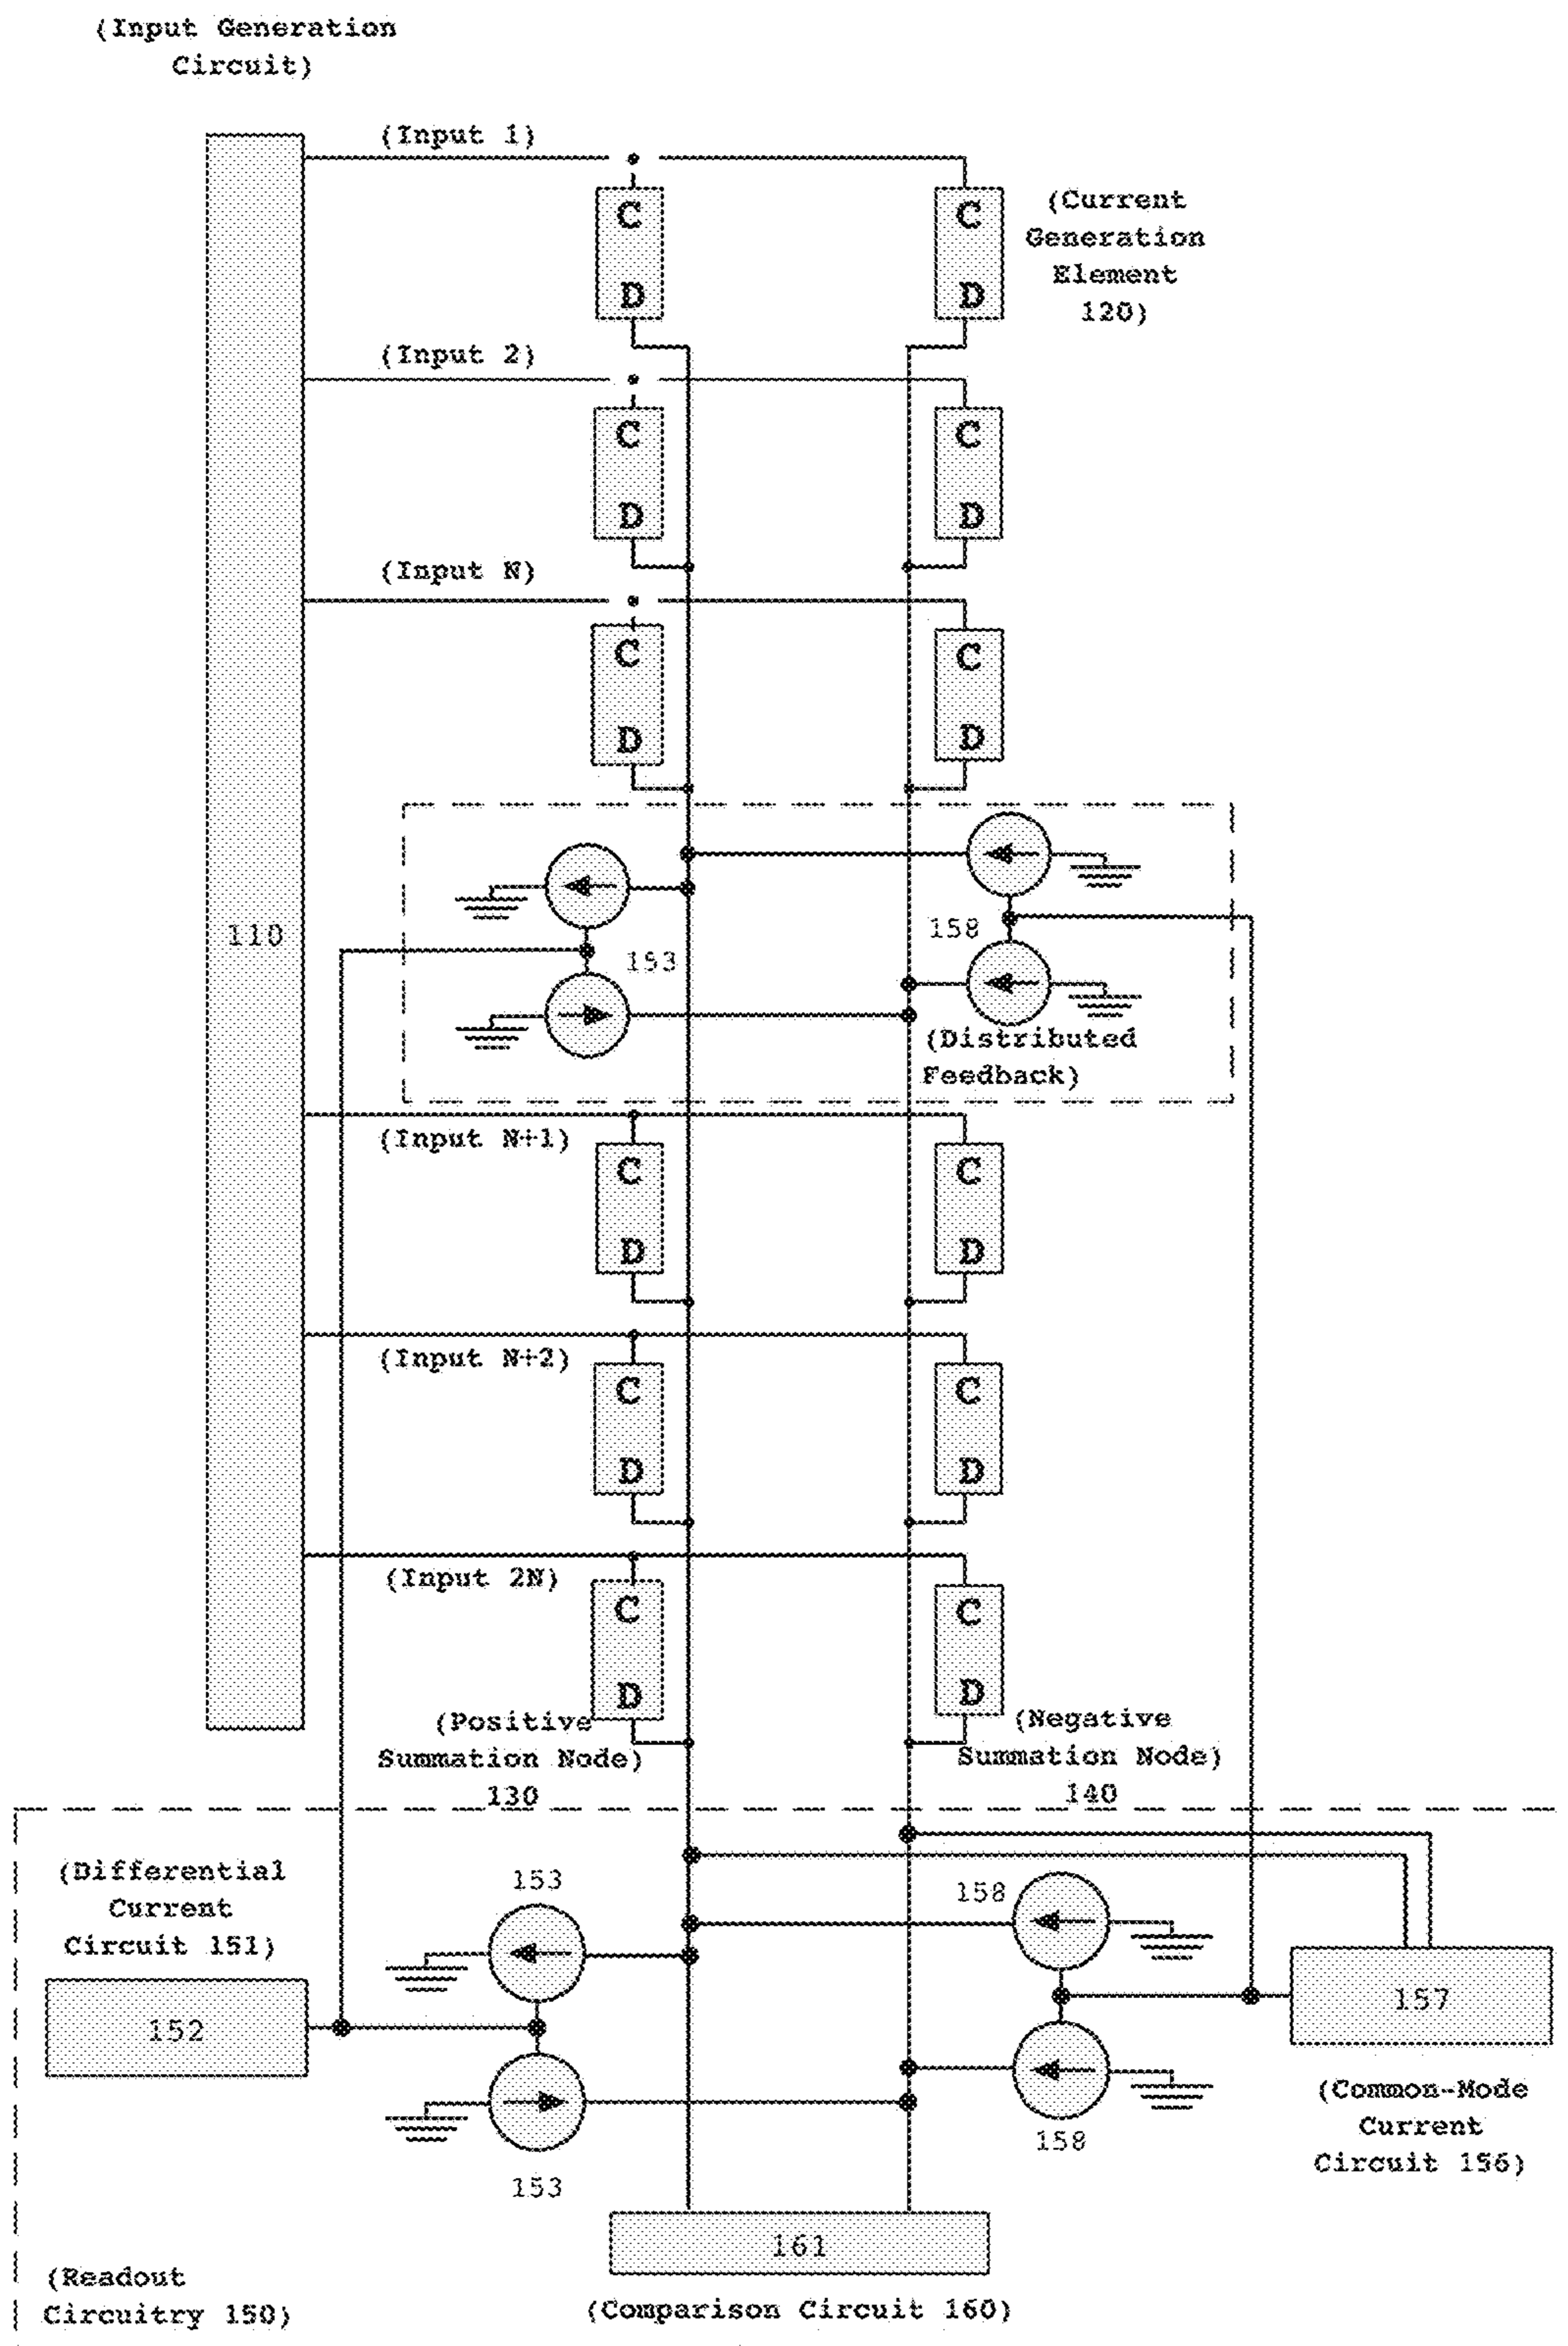 (Input Generation
Circuit)
(Input 1)
C
D
C
D
(Current
Generation
Element
120)
(Input 2)
C
D
C
D
(Input N)
C
D
C
D
110
153
158
(Distributed
Feedback)
(Input N+1)
C
D
C
D
(Input N+2)
C
D
C
D
(Input 2N)
C
D
C
D
(Positive
Summation Node)
130
(Negative
Summation Node)
140
(Differential
Current
Circuit 151)
153
158
152
157
153
158
(Common-Mode
Current
Circuit 156)
161
(Readout
Circuitry 150)
(Comparison Circuit 160)